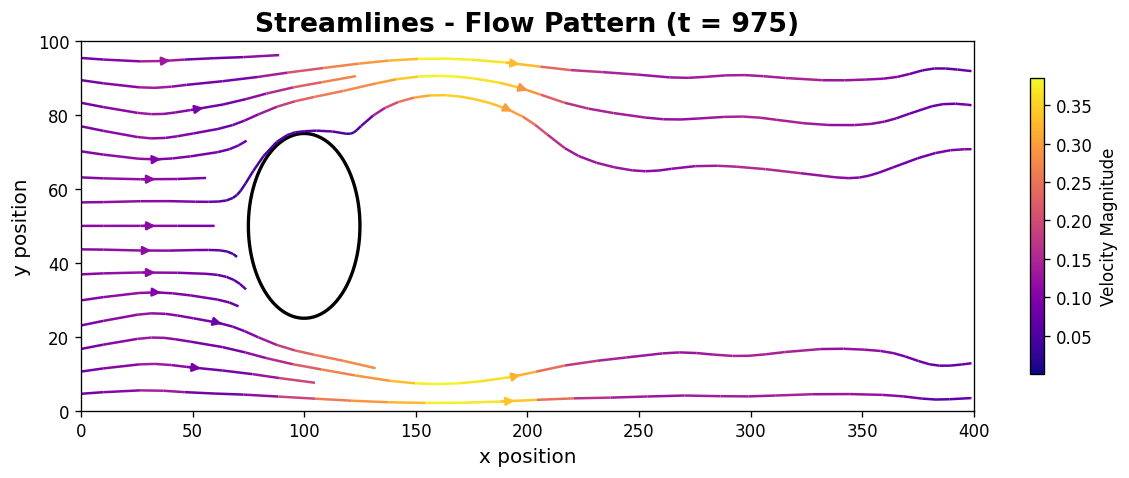 Streamlines - Flow Pattern (t = 975)
100
80
60
40
20
0
y position
0 50 100 150 200 250 300 350 400
x position
0.35
0.30
0.25
0.20
0.15
0.10
0.05
Velocity Magnitude